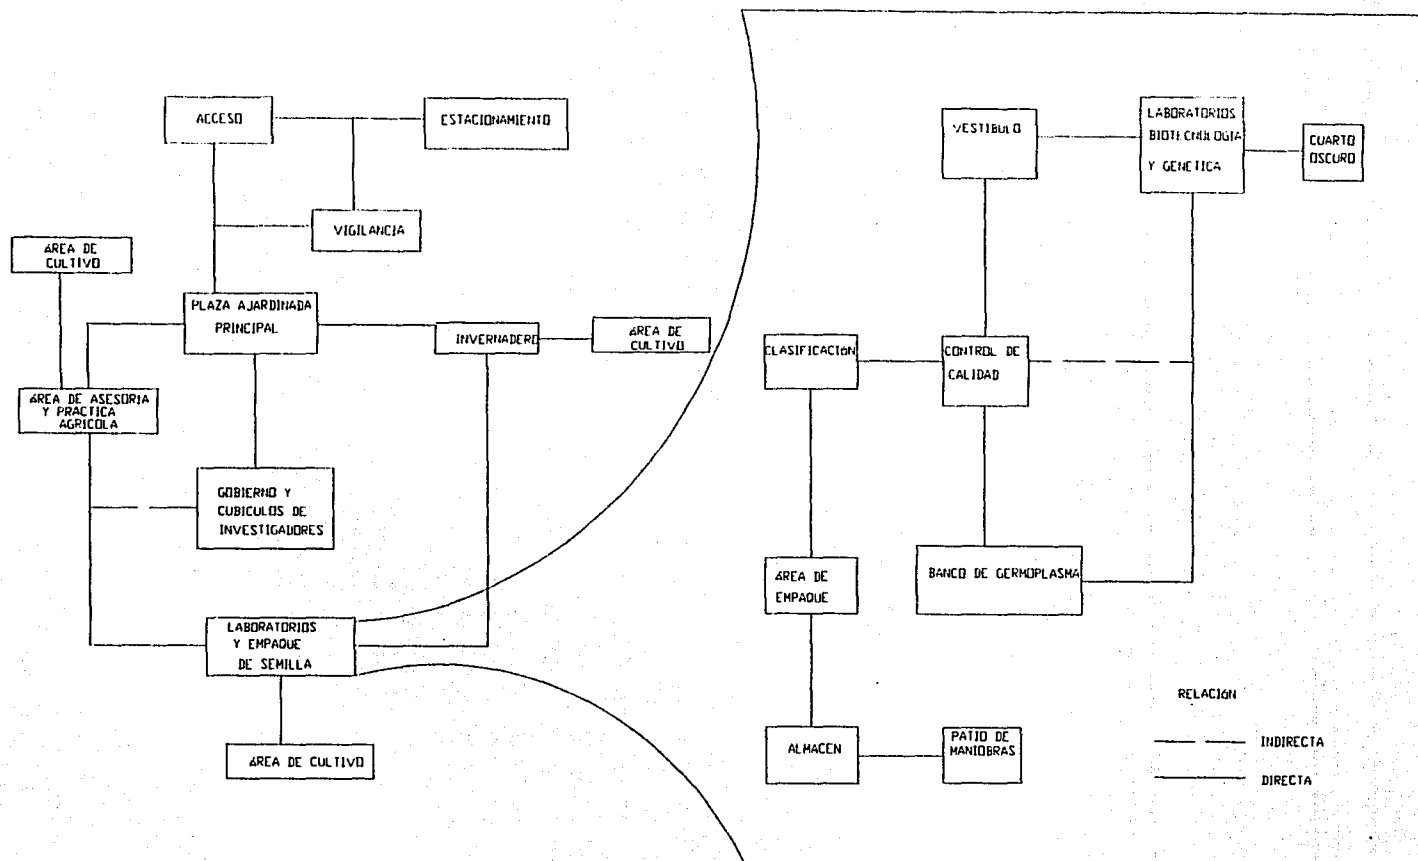 ACCESO
ESTACIONAMIENTO
VIGILANCIA
ÁREA DE
CULTIVO
PLAZA AJARDINADA
PRINCIPAL
INVERNADERO
ÁREA DE
CULTIVO
ÁREA DE ASESORIA
Y PRACTICA
AGRICOLA
GOBIERNO Y
CUBICULOS DE
INVESTIGADORES
LABORATORIOS
Y EMPAQUE
DE SEMILLA
ÁREA DE CULTIVO
VESTIBULO
LABORATORIOS
BIOTECNOLOGIA
Y GENETICA
CUARTO
OSCURO
CLASIFICACIÓN
CONTROL DE
CALIDAD
ÁREA DE
EMPAQUE
BANCO DE GERMOPLASMA
ALMACEN
PATIO DE
MANIOBRAS
RELACIÓN
INDIRECTA
DIRECTA